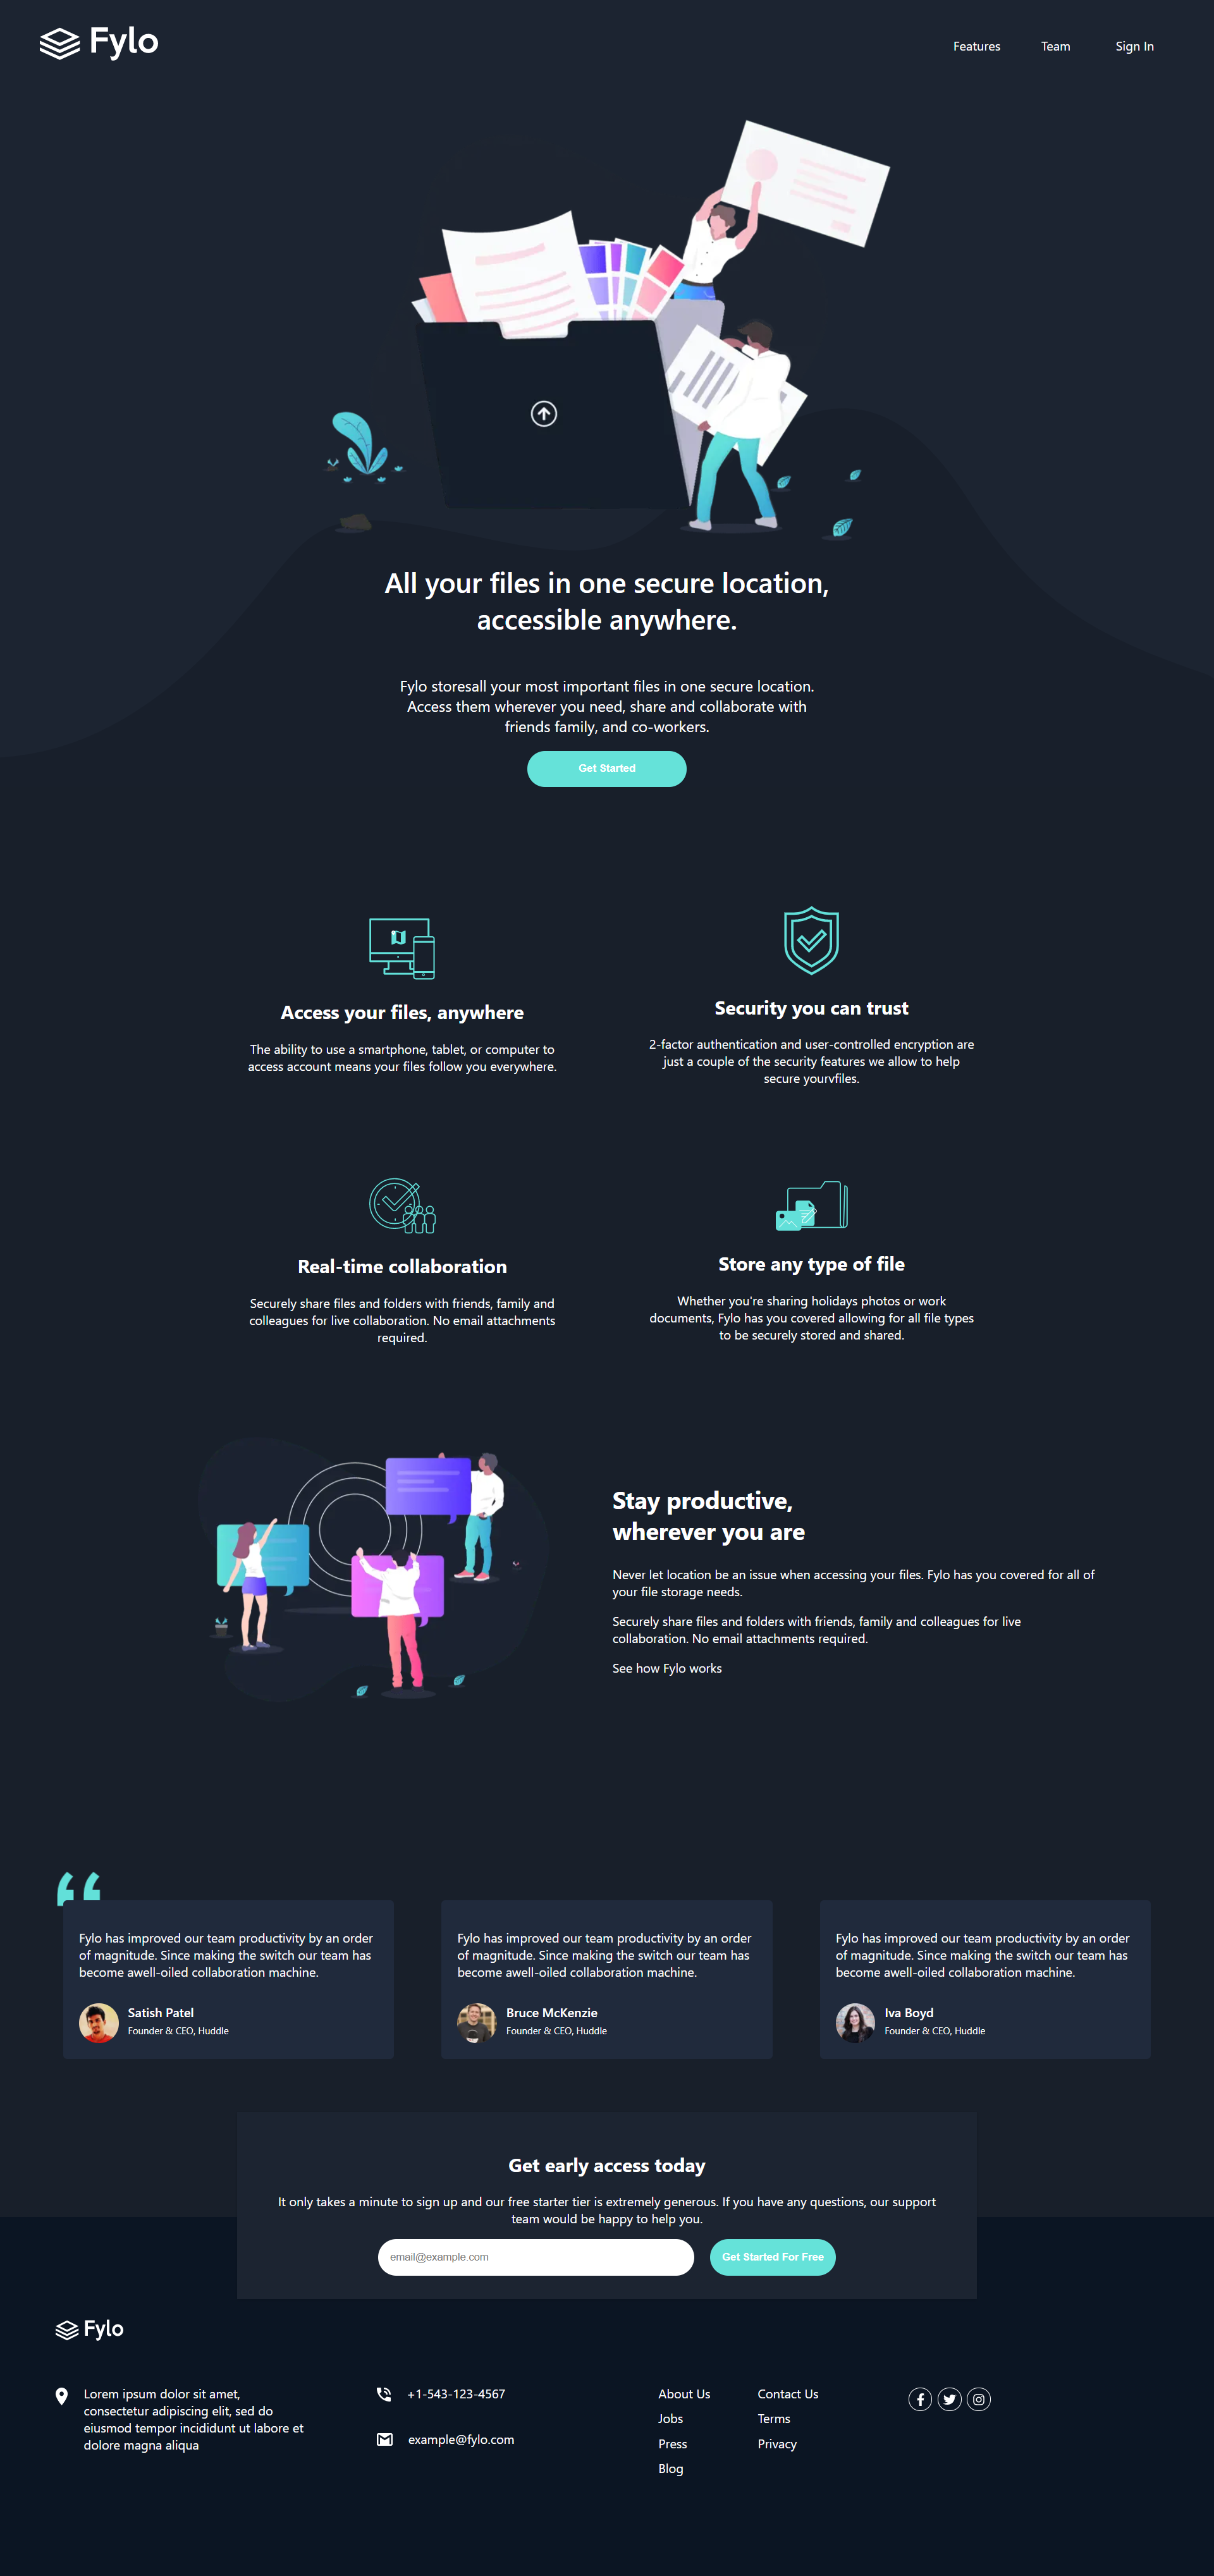 Fylo
Features Team Sign In
All your files in one secure location,
accessible anywhere.
Fylo storesall your most important files in one secure location.
Access them wherever you need, share and collaborate with
friends family, and co-workers.
Get Started
Access your files, anywhere
The ability to use a smartphone, tablet, or computer to
access account means your files follow you everywhere.
Security you can trust
2-factor authentication and user-controlled encryption are
just a couple of the security features we allow to help
secure yourvfiles.
Real-time collaboration
Securely share files and folders with friends, family and
colleagues for live collaboration. No email attachments
required.
Store any type of file
Whether you're sharing holidays photos or work
documents, Fylo has you covered allowing for all file types
to be securely stored and shared.
Stay productive,
wherever you are
Never let location be an issue when accessing your files. Fylo has you covered for all of
your file storage needs.
Securely share files and folders with friends, family and colleagues for live
collaboration. No email attachments required.
See how Fylo works
Fylo has improved our team productivity by an order
of magnitude. Since making the switch our team has
become awell-oiled collaboration machine.
Satish Patel
Founder & CEO, Huddle
Fylo has improved our team productivity by an order
of magnitude. Since making the switch our team has
become awell-oiled collaboration machine.
Bruce McKenzie
Founder & CEO, Huddle
Fylo has improved our team productivity by an order
of magnitude. Since making the switch our team has
become awell-oiled collaboration machine.
Iva Boyd
Founder & CEO, Huddle
Get early access today
It only takes a minute to sign up and our free starter tier is extremely generous. If you have any questions, our support
team would be happy to help you.
email@example.com
Get Started For Free
Fylo
Lorem ipsum dolor sit amet,
consectetur adipiscing elit, sed do
eiusmod tempor incididunt ut labore et
dolore magna aliqua
+1-543-123-4567
example@fylo.com
About Us
Jobs
Press
Blog
Contact Us
Terms
Privacy